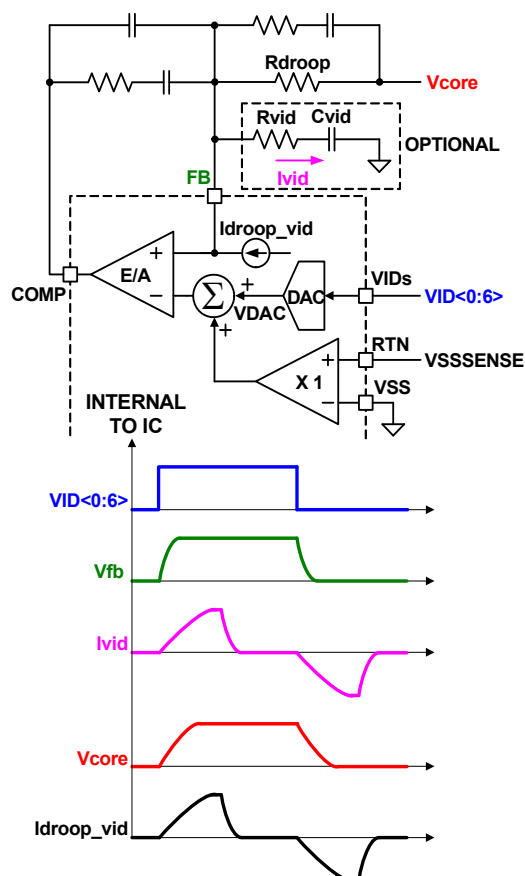 Rdroop
Vcore
Rvid Cvid
OPTIONAL
Ivid
FB
Idroop_vid
E/A
+
−
COMP
Σ
+
+
VDAC
DAC
VIDs
VID<0:6>
RTN
VSSSENSE
+
X 1
−
VSS
INTERNAL
TO IC
VID<0:6>
Vfb
Ivid
Vcore
Idroop_vid